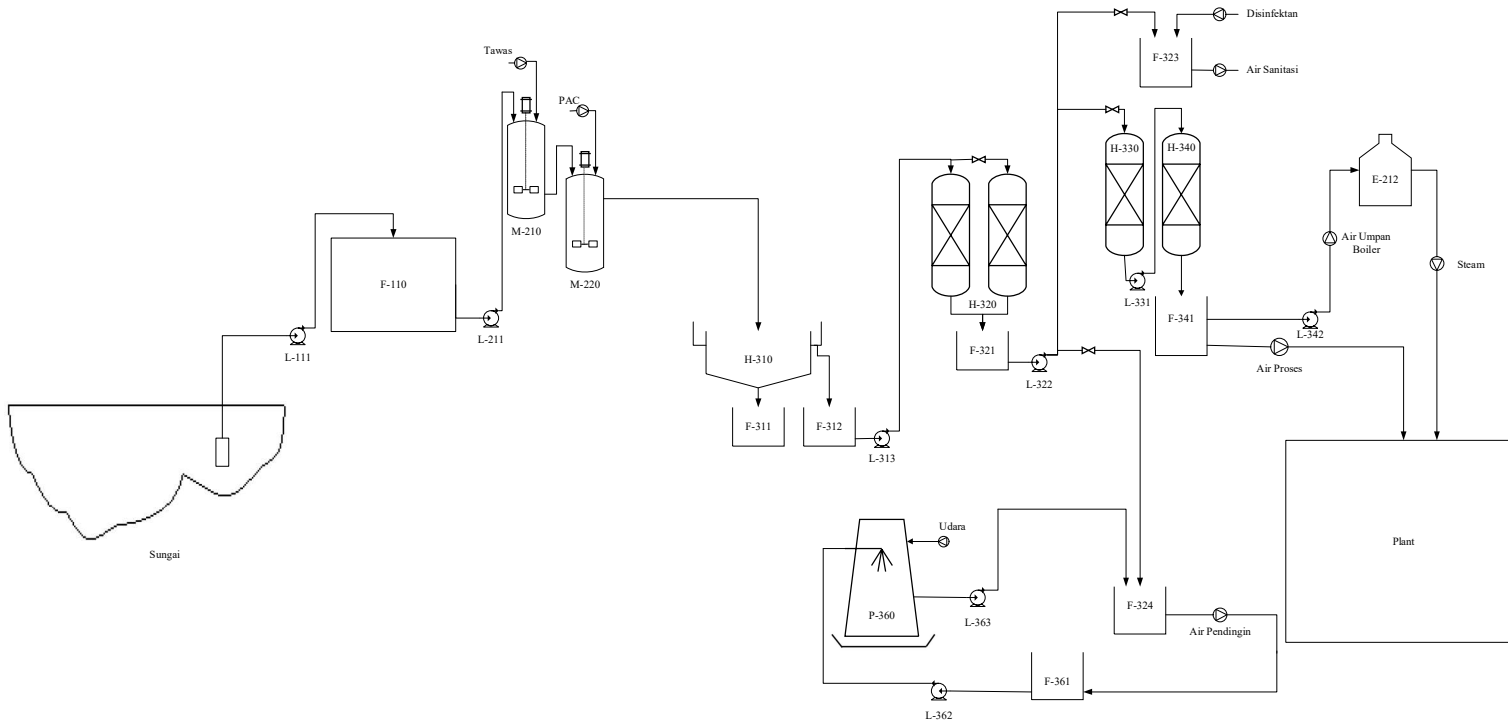 Disinfektan
F-323
Air Sanitasi
Tawas
PAC
M-210
M-220
F-110
L-111
L-211
Sungai
H-310
F-311
F-312
L-313
H-320
F-321
L-322
H-330
H-340
L-331
F-341
L-342
Air Proses
E-212
Air Umpan
Boiler
Steam
Plant
Udara
P-360
L-363
F-324
Air Pendingin
F-361
L-362